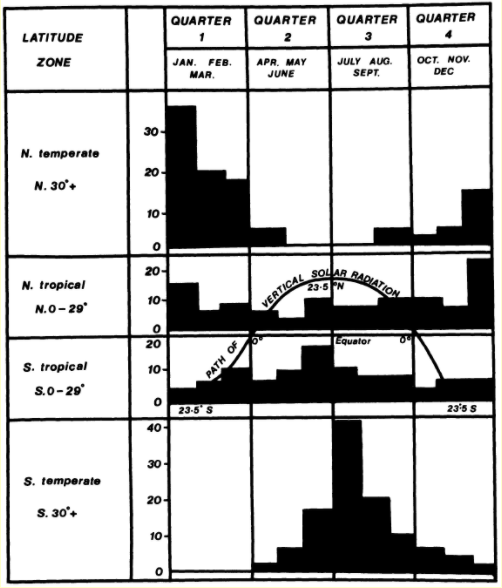 LATITUDE
ZONE
QUARTER
1
QUARTER
2
QUARTER
3
QUARTER
4
JAN. FEB.
MAR.
APR. MAY
JUNE
JULY AUG.
SEPT.
OCT. NOV.
DEC
N. temperate
N. 30°+
30
20
10
0
N. tropical
N. 0-29°
20
10
0
PATH OF VERTICAL SOLAR RADIATION
23·5 °N
S. tropical
S. 0-29°
20
10
0
0°
Equator
0°
23·5° S
23·5 S
S. temperate
S. 30°+
40
30
20
10
0